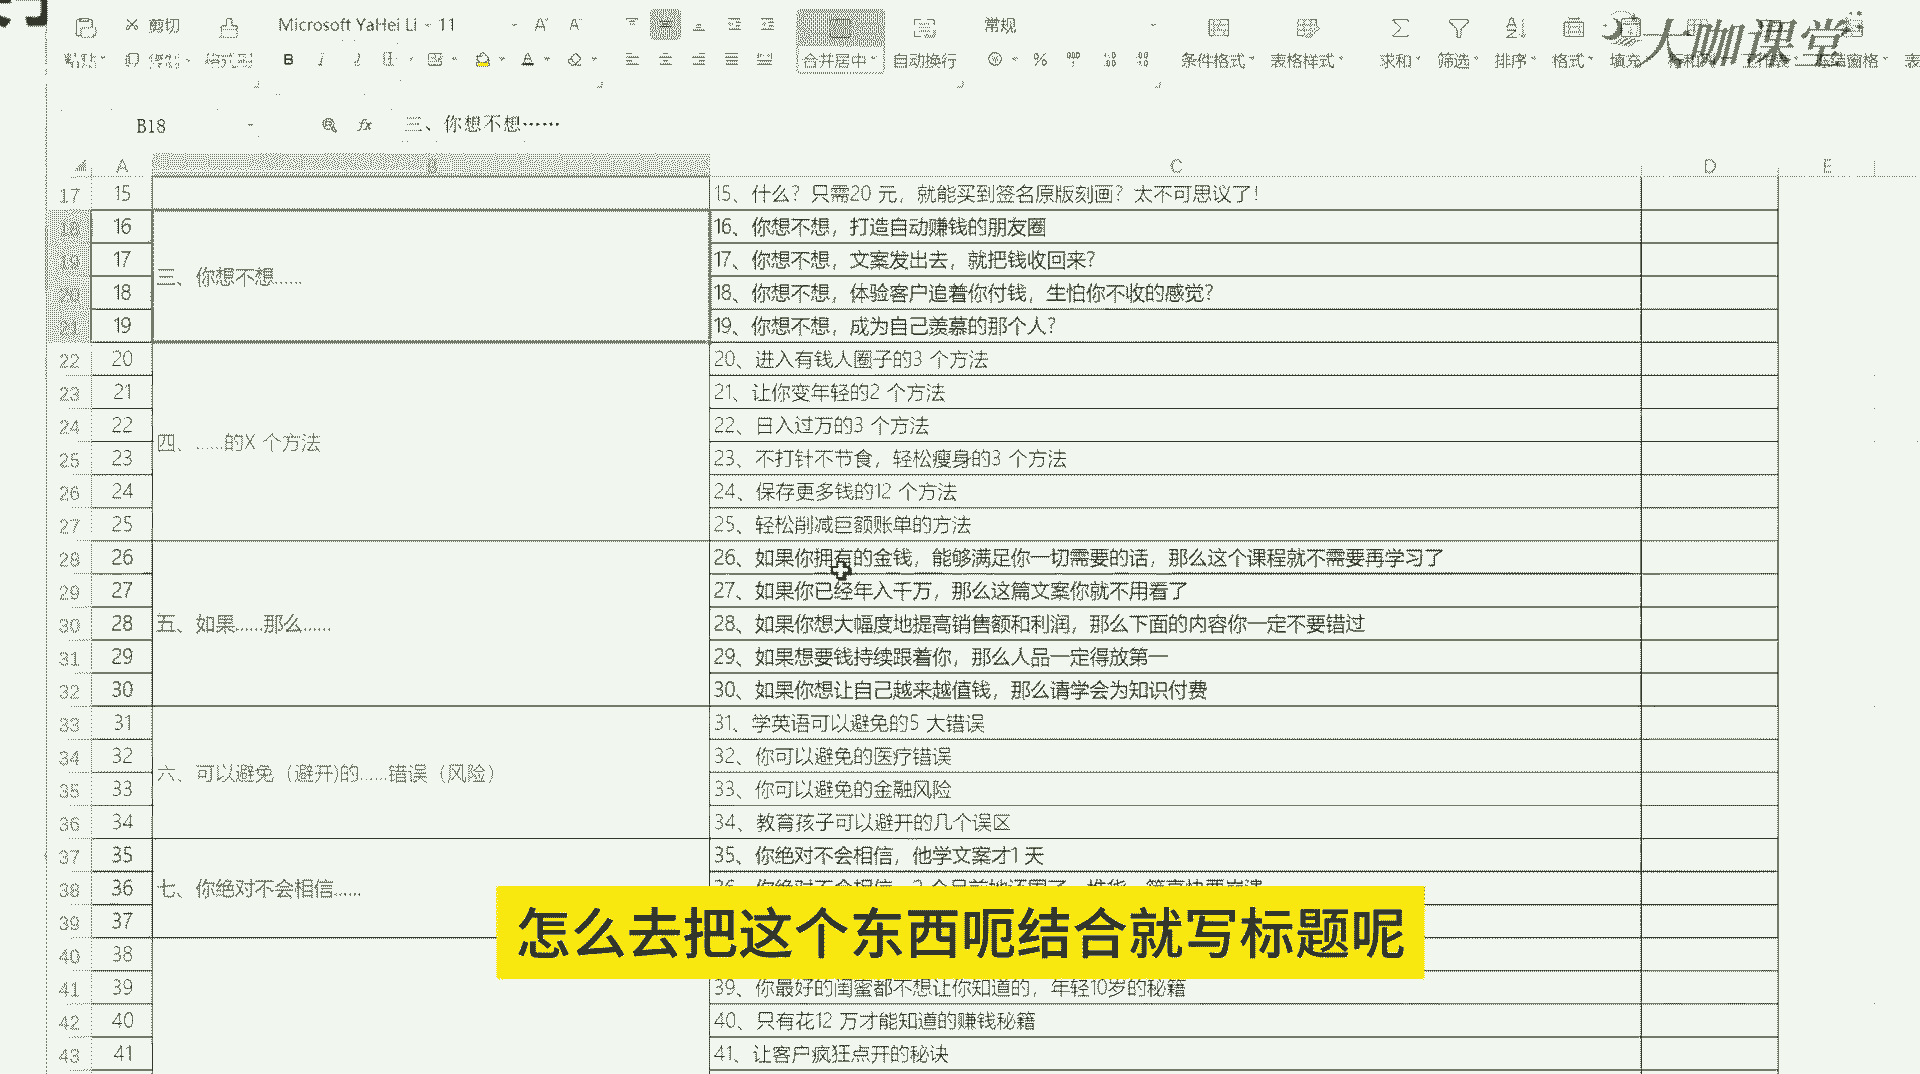 剪切
Microsoft YaHei Li
11
常规
大咖课堂
粘贴
格式刷
B
A
合并居中
自动换行
%
条件格式
表格样式
求和
筛选
排序
格式
填充
B18
fx
三、你想不想……
A
C
D
E
17 15 15、什么?只需20 元,就能买到签名原版刻画?太不可思议了!
16 16、你想不想,打造自动赚钱的朋友圈
17 17、你想不想,文案发出去,就把钱收回来?
三、你想不想……
18 18、你想不想,体验客户追着你付钱,生怕你不收的感觉?
19 19、你想不想,成为自己羡慕的那个人?
22 20 20、进入有钱人圈子的3 个方法
23 21 21、让你变年轻的2 个方法
24 22 22、日入过万的3 个方法
四、……的X 个方法
25 23 23、不打针不节食,轻松瘦身的3 个方法
26 24 24、保存更多钱的12 个方法
27 25 25、轻松削减巨额账单的方法
28 26 26、如果你拥有的金钱,能够满足你一切需要的话,那么这个课程就不需要再学习了
29 27 27、如果你已经年入千万,那么这篇文案你就不用看了
30 28 五、如果……那么…… 28、如果你想大幅度地提高销售额和利润,那么下面的内容你一定不要错过
31 29 29、如果想要钱持续跟着你,那么人品一定得放第一
32 30 30、如果你想让自己越来越值钱,那么请学会为知识付费
33 31 31、学英语可以避免的5 大错误
34 32 32、你可以避免的医疗错误
六、可以避免(避开)的……错误(风险)
35 33 33、你可以避免的金融风险
36 34 34、教育孩子可以避开的几个误区
37 35 35、你绝对不会相信,他学文案才1 天
38 36 七、你绝对不会相信……
39 37
怎么去把这个东西呃结合就写标题呢
40 38
41 39 39、你最好的闺蜜都不想让你知道的,年轻10岁的秘籍
42 40 40、只有花12 万才能知道的赚钱秘籍
43 41 41、让客户疯狂点开的秘诀